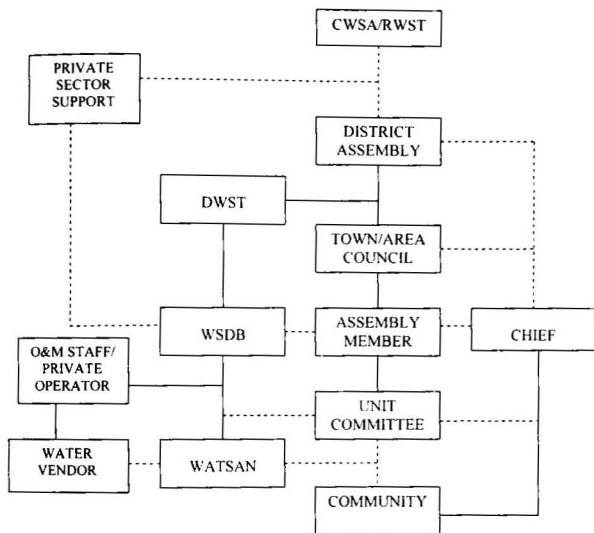 CWSA/RWST
PRIVATE
SECTOR
SUPPORT
DISTRICT
ASSEMBLY
DWST
TOWN/AREA
COUNCIL
WSDB
ASSEMBLY
MEMBER
CHIEF
O&M STAFF/
PRIVATE
OPERATOR
UNIT
COMMITTEE
WATER
VENDOR
WATSAN
COMMUNITY